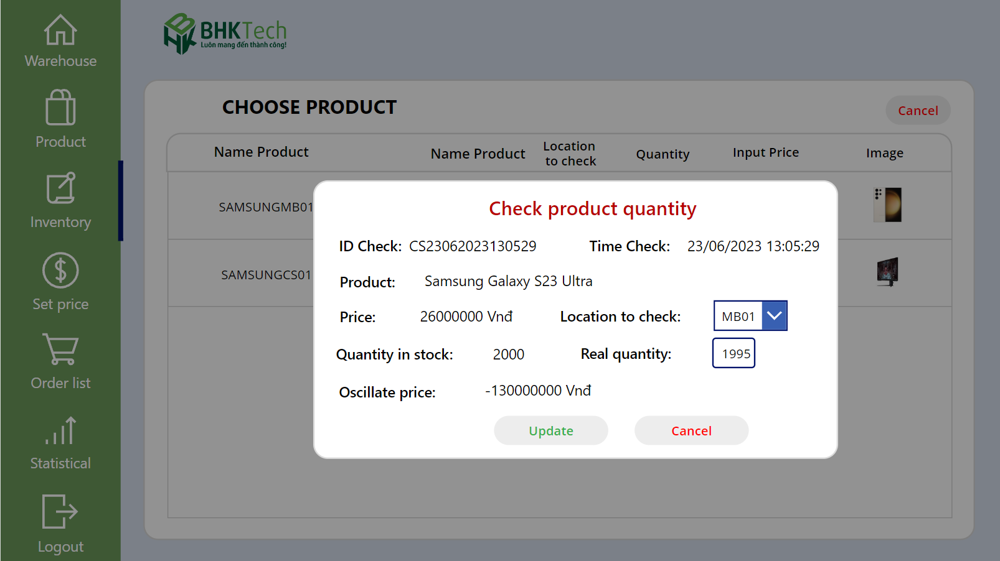 BHKTech
Luôn mang đến thành công!
Warehouse
Product
Inventory
Set price
Order list
Statistical
Logout
CHOOSE PRODUCT
Cancel
Name Product
Name Product
Location
to check
Quantity
Input Price
Image
SAMSUNGMB01
SAMSUNGCS01
Check product quantity
ID Check: CS23062023130529
Time Check: 23/06/2023 13:05:29
Product: Samsung Galaxy S23 Ultra
Price: 26000000 Vnđ
Location to check: MB01
Quantity in stock: 2000
Real quantity: 1995
Oscillate price: -130000000 Vnđ
Update
Cancel